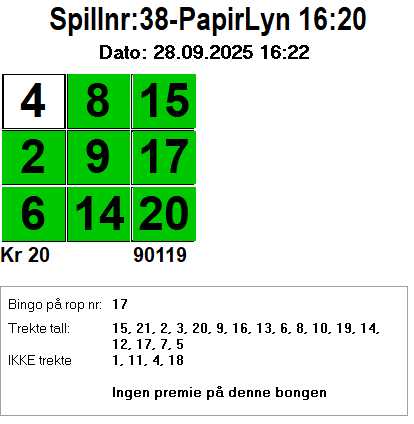 Spillnr:38-PapirLyn 16:20
Dato: 28.09.2025 16:22
4 8 15
2 9 17
6 14 20
Kr 20 90119
Bingo på rop nr: 17
Trekte tall: 15, 21, 2, 3, 20, 9, 16, 13, 6, 8, 10, 19, 14,
12, 17, 7, 5
IKKE trekte 1, 11, 4, 18
Ingen premie på denne bongen